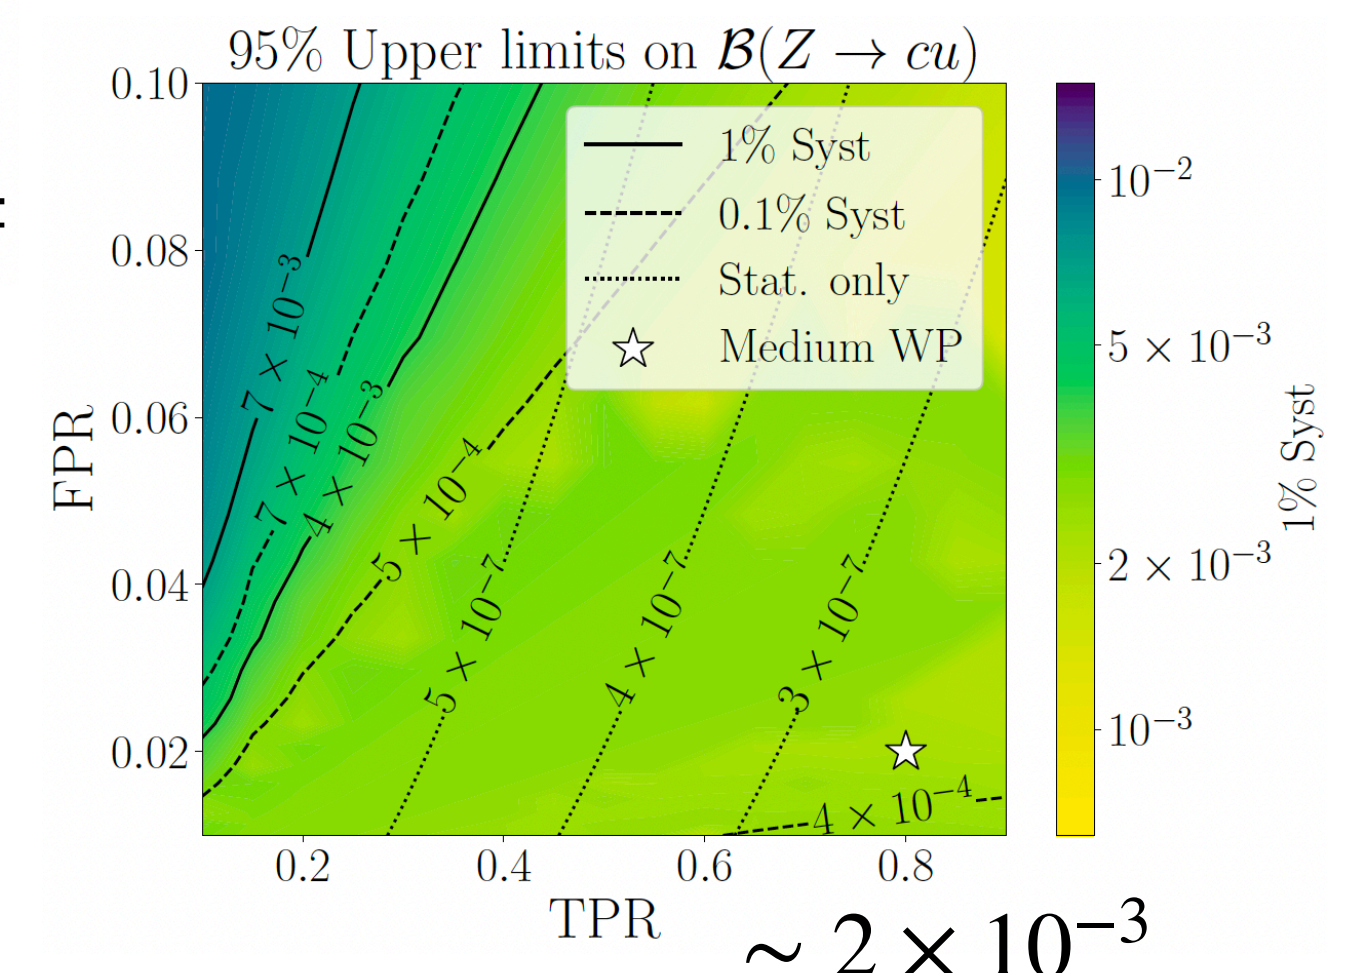 95% Upper limits on 𝓑(Z → cu)
0.10
0.08
0.06
0.04
0.02
FPR
0.2
0.4
0.6
0.8
TPR
1% Syst
0.1% Syst
Stat. only
Medium WP
7 × 10⁻³
7 × 10⁻⁴
4 × 10⁻³
5 × 10⁻⁴
5 × 10⁻⁷
4 × 10⁻⁷
3 × 10⁻⁷
4 × 10⁻⁴
10⁻²
5 × 10⁻³
2 × 10⁻³
10⁻³
1% Syst
~ 2 × 10⁻³